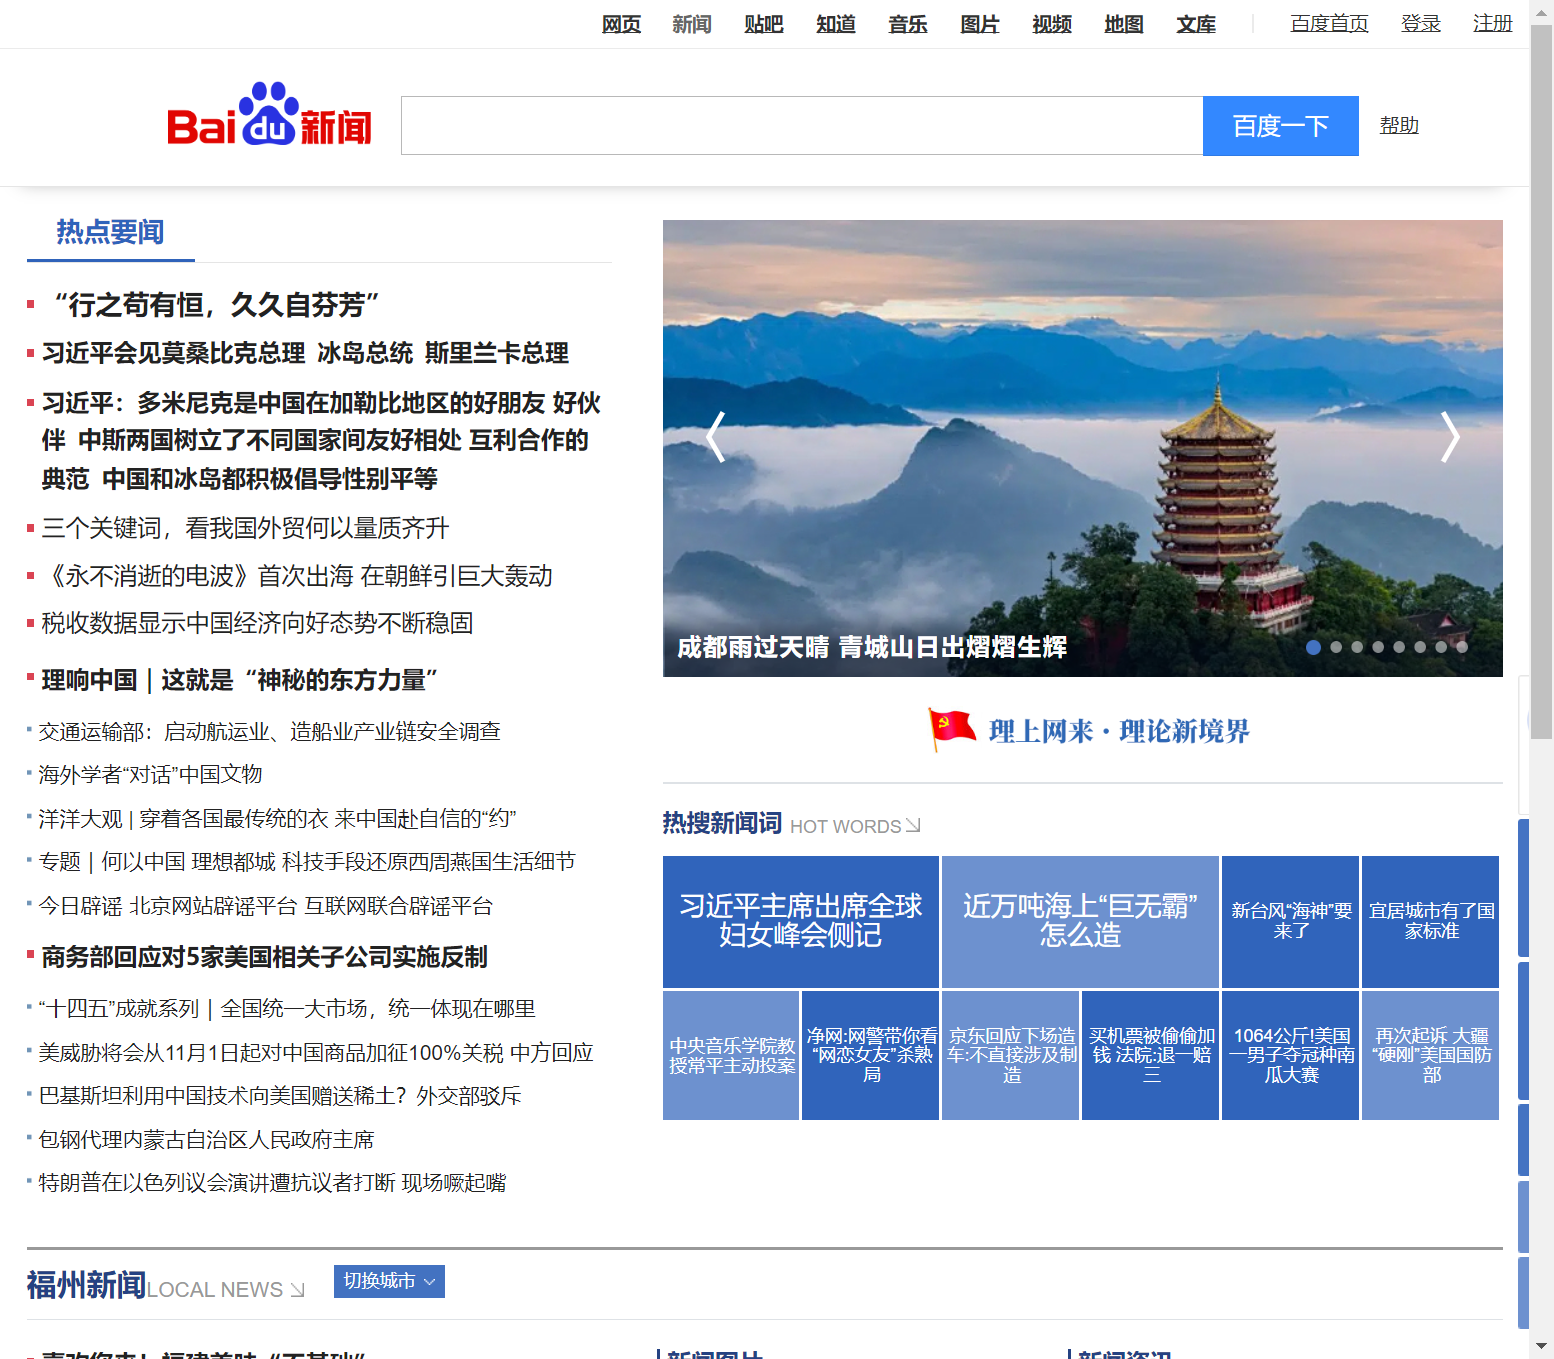 网页 新闻 贴吧 知道 音乐 图片 视频 地图 文库 百度首页 登录 注册
Bai du 新闻 百度一下 帮助
热点要闻
“行之苟有恒，久久自芬芳”
习近平会见莫桑比克总理 冰岛总统 斯里兰卡总理
习近平：多米尼克是中国在加勒比地区的好朋友 好伙
伴 中斯两国树立了不同国家间友好相处 互利合作的
典范 中国和冰岛都积极倡导性别平等
三个关键词，看我国外贸何以量质齐升
《永不消逝的电波》首次出海 在朝鲜引巨大轰动
税收数据显示中国经济向好态势不断稳固
理响中国｜这就是“神秘的东方力量”
交通运输部：启动航运业、造船业产业链安全调查
海外学者“对话”中国文物
洋洋大观 | 穿着各国最传统的衣 来中国赴自信的“约”
专题｜何以中国 理想都城 科技手段还原西周燕国生活细节
今日辟谣 北京网站辟谣平台 互联网联合辟谣平台
商务部回应对5家美国相关子公司实施反制
“十四五”成就系列｜全国统一大市场，统一体现在哪里
美威胁将会从11月1日起对中国商品加征100%关税 中方回应
巴基斯坦利用中国技术向美国赠送稀土？外交部驳斥
包钢代理内蒙古自治区人民政府主席
特朗普在以色列议会演讲遭抗议者打断 现场噘起嘴
成都雨过天晴 青城山日出熠熠生辉
理上网来·理论新境界
热搜新闻词 HOT WORDS
习近平主席出席全球
妇女峰会侧记
近万吨海上“巨无霸”
怎么造
新台风“海神”要
来了
宜居城市有了国
家标准
中央音乐学院教
授常平主动投案
净网:网警带你看
“网恋女友”杀熟
局
京东回应下场造
车:不直接涉及制
造
买机票被偷偷加
钱 法院:退一赔
三
1064公斤!美国
一男子夺冠种南
瓜大赛
再次起诉 大疆
“硬刚”美国国防
部
福州新闻 LOCAL NEWS 切换城市
喜欢您来！福建美味“不基础”
新闻图片
新闻资讯